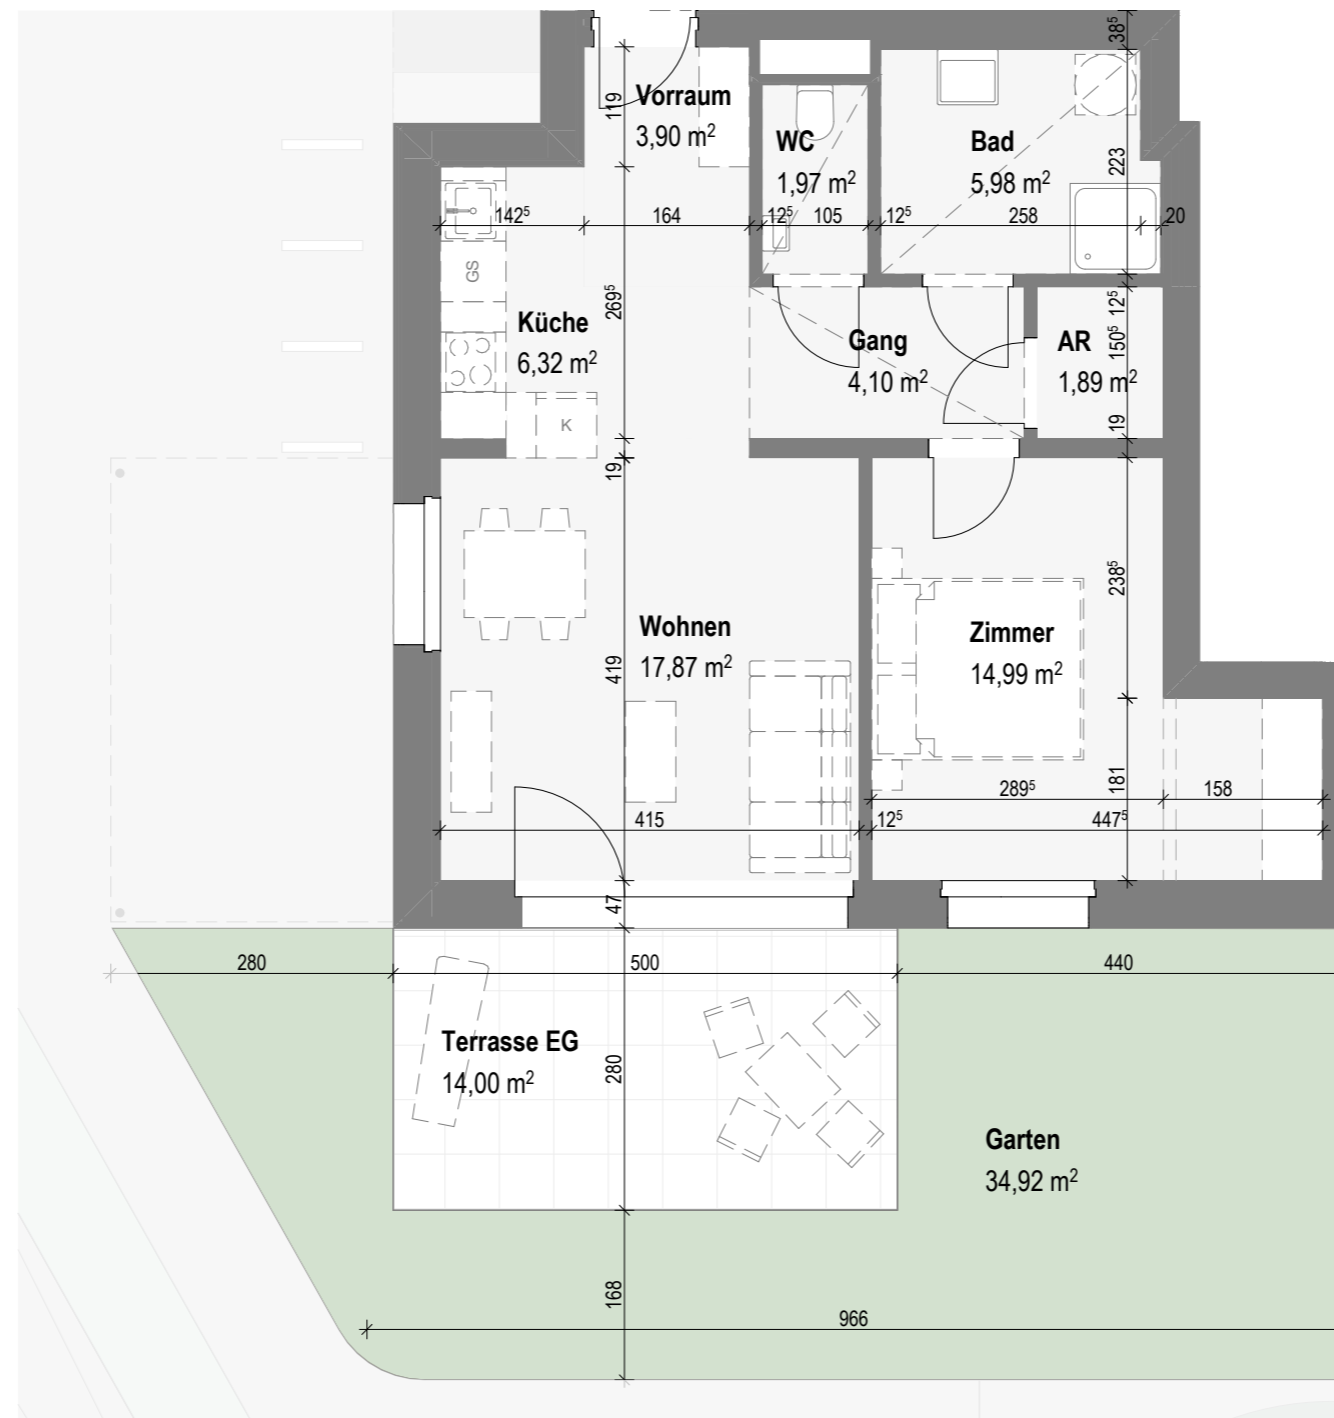 38⁵
Vorraum
3,90 m²
119
WC
1,97 m²
Bad
5,98 m²
223
142⁵
164
12⁵
105
12⁵
258
20
GS
269⁵
Küche
6,32 m²
K
Gang
4,10 m²
AR
1,89 m²
12⁵
150⁵
19
19
238⁵
Wohnen
17,87 m²
419
Zimmer
14,99 m²
181
289⁵
158
415
12⁵
447⁵
47
280
500
440
Terrasse EG
14,00 m²
280
Garten
34,92 m²
168
966